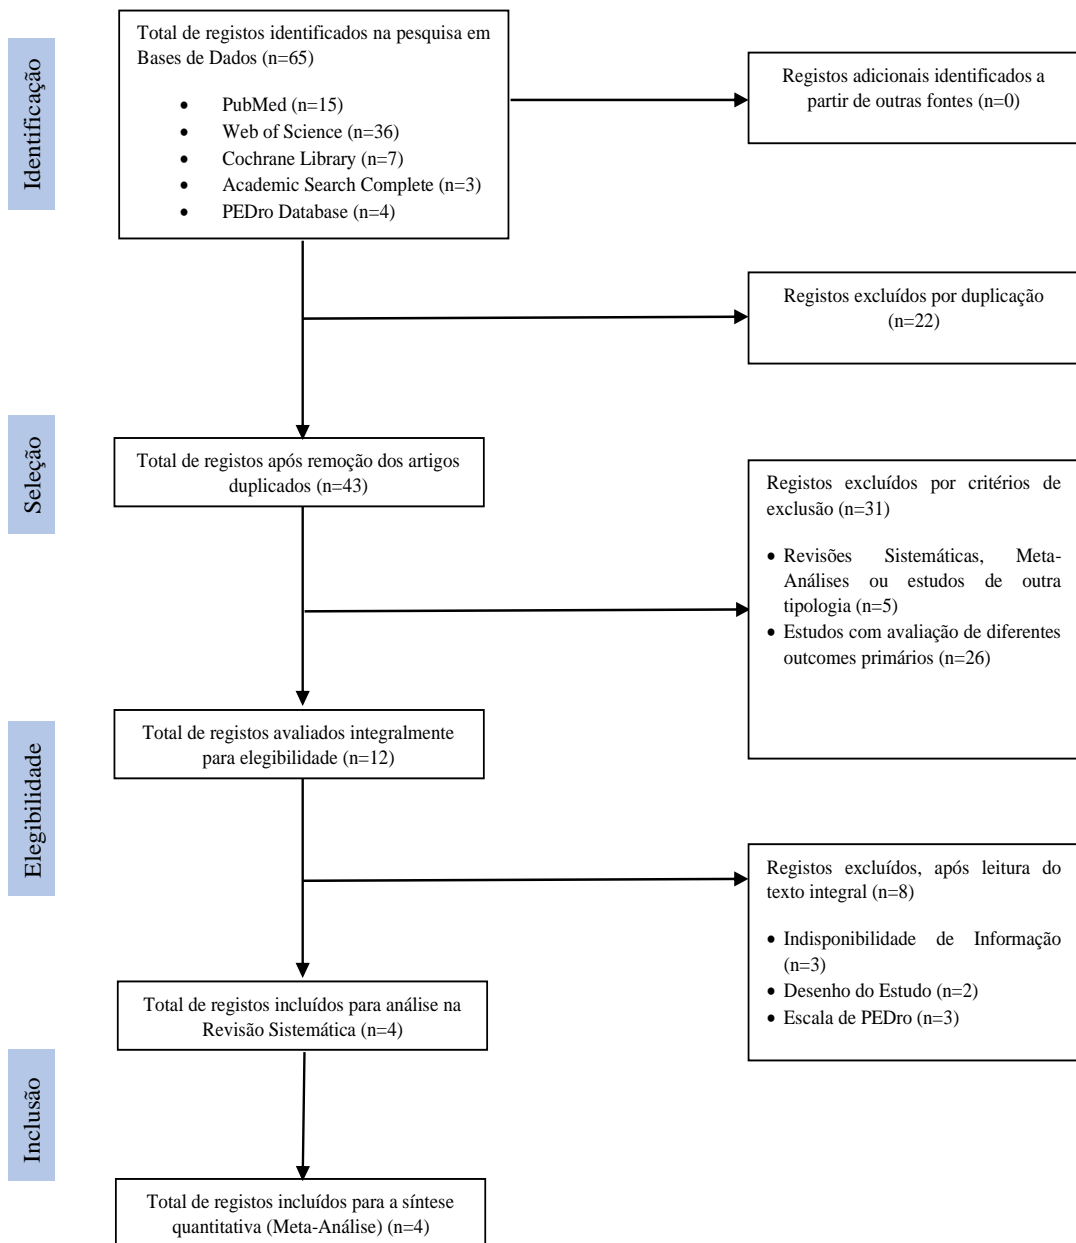 Identificação
Total de registos identificados na pesquisa em
Bases de Dados (n=65)
• PubMed (n=15)
• Web of Science (n=36)
• Cochrane Library (n=7)
• Academic Search Complete (n=3)
• PEDro Database (n=4)
Registos adicionais identificados a
partir de outras fontes (n=0)
Registos excluídos por duplicação
(n=22)
Seleção
Total de registos após remoção dos artigos
duplicados (n=43)
Registos excluídos por critérios de
exclusão (n=31)
• Revisões Sistemáticas, Meta-
Análises ou estudos de outra
tipologia (n=5)
• Estudos com avaliação de diferentes
outcomes primários (n=26)
Elegibilidade
Total de registos avaliados integralmente
para elegibilidade (n=12)
Registos excluídos, após leitura do
texto integral (n=8)
• Indisponibilidade de Informação
(n=3)
• Desenho do Estudo (n=2)
• Escala de PEDro (n=3)
Total de registos incluídos para análise na
Revisão Sistemática (n=4)
Inclusão
Total de registos incluídos para a síntese
quantitativa (Meta-Análise) (n=4)